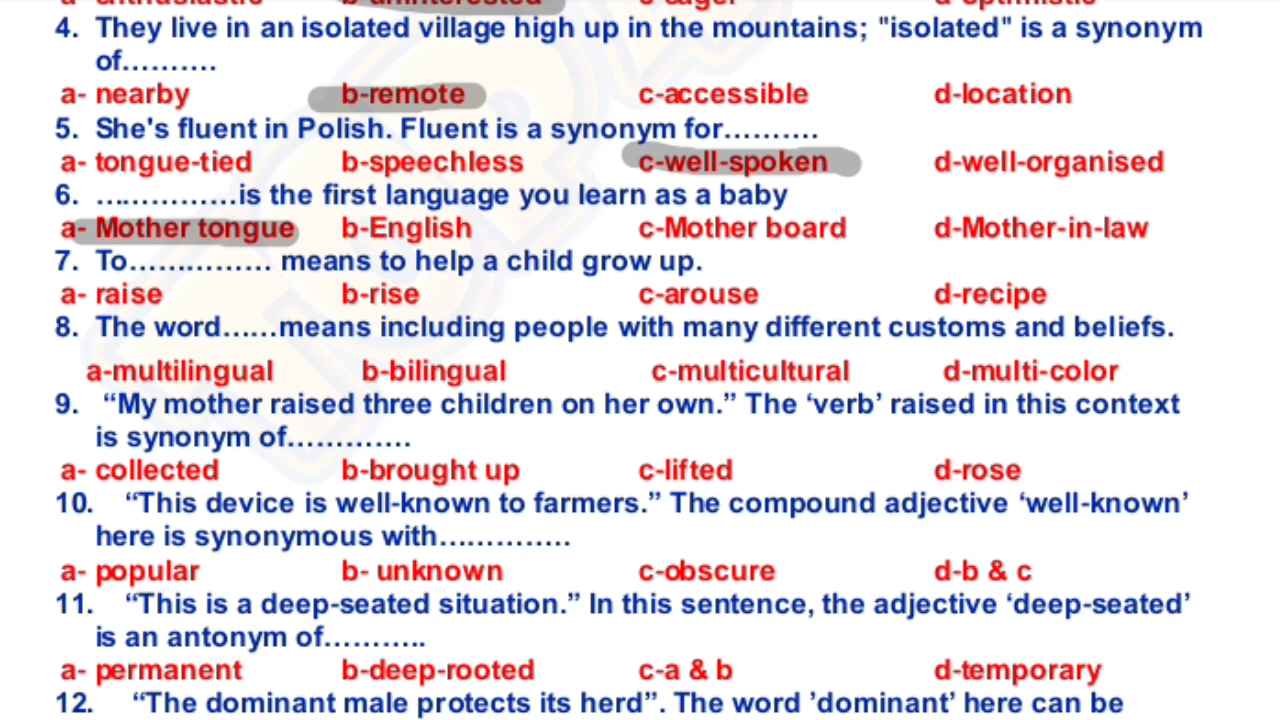 4. They live in an isolated village high up in the mountains; "isolated" is a synonym
of..........
a- nearby b-remote c-accessible d-location
5. She's fluent in Polish. Fluent is a synonym for..........
a- tongue-tied b-speechless c-well-spoken d-well-organised
6. ...............is the first language you learn as a baby
a- Mother tongue b-English c-Mother board d-Mother-in-law
7. To............... means to help a child grow up.
a- raise b-rise c-arouse d-recipe
8. The word......means including people with many different customs and beliefs.
a-multilingual b-bilingual c-multicultural d-multi-color
9. “My mother raised three children on her own.” The ‘verb’ raised in this context
is synonym of.............
a- collected b-brought up c-lifted d-rose
10. “This device is well-known to farmers.” The compound adjective ‘well-known’
here is synonymous with..............
a- popular b- unknown c-obscure d-b & c
11. “This is a deep-seated situation.” In this sentence, the adjective ‘deep-seated’
is an antonym of...........
a- permanent b-deep-rooted c-a & b d-temporary
12. “The dominant male protects its herd”. The word ’dominant’ here can be